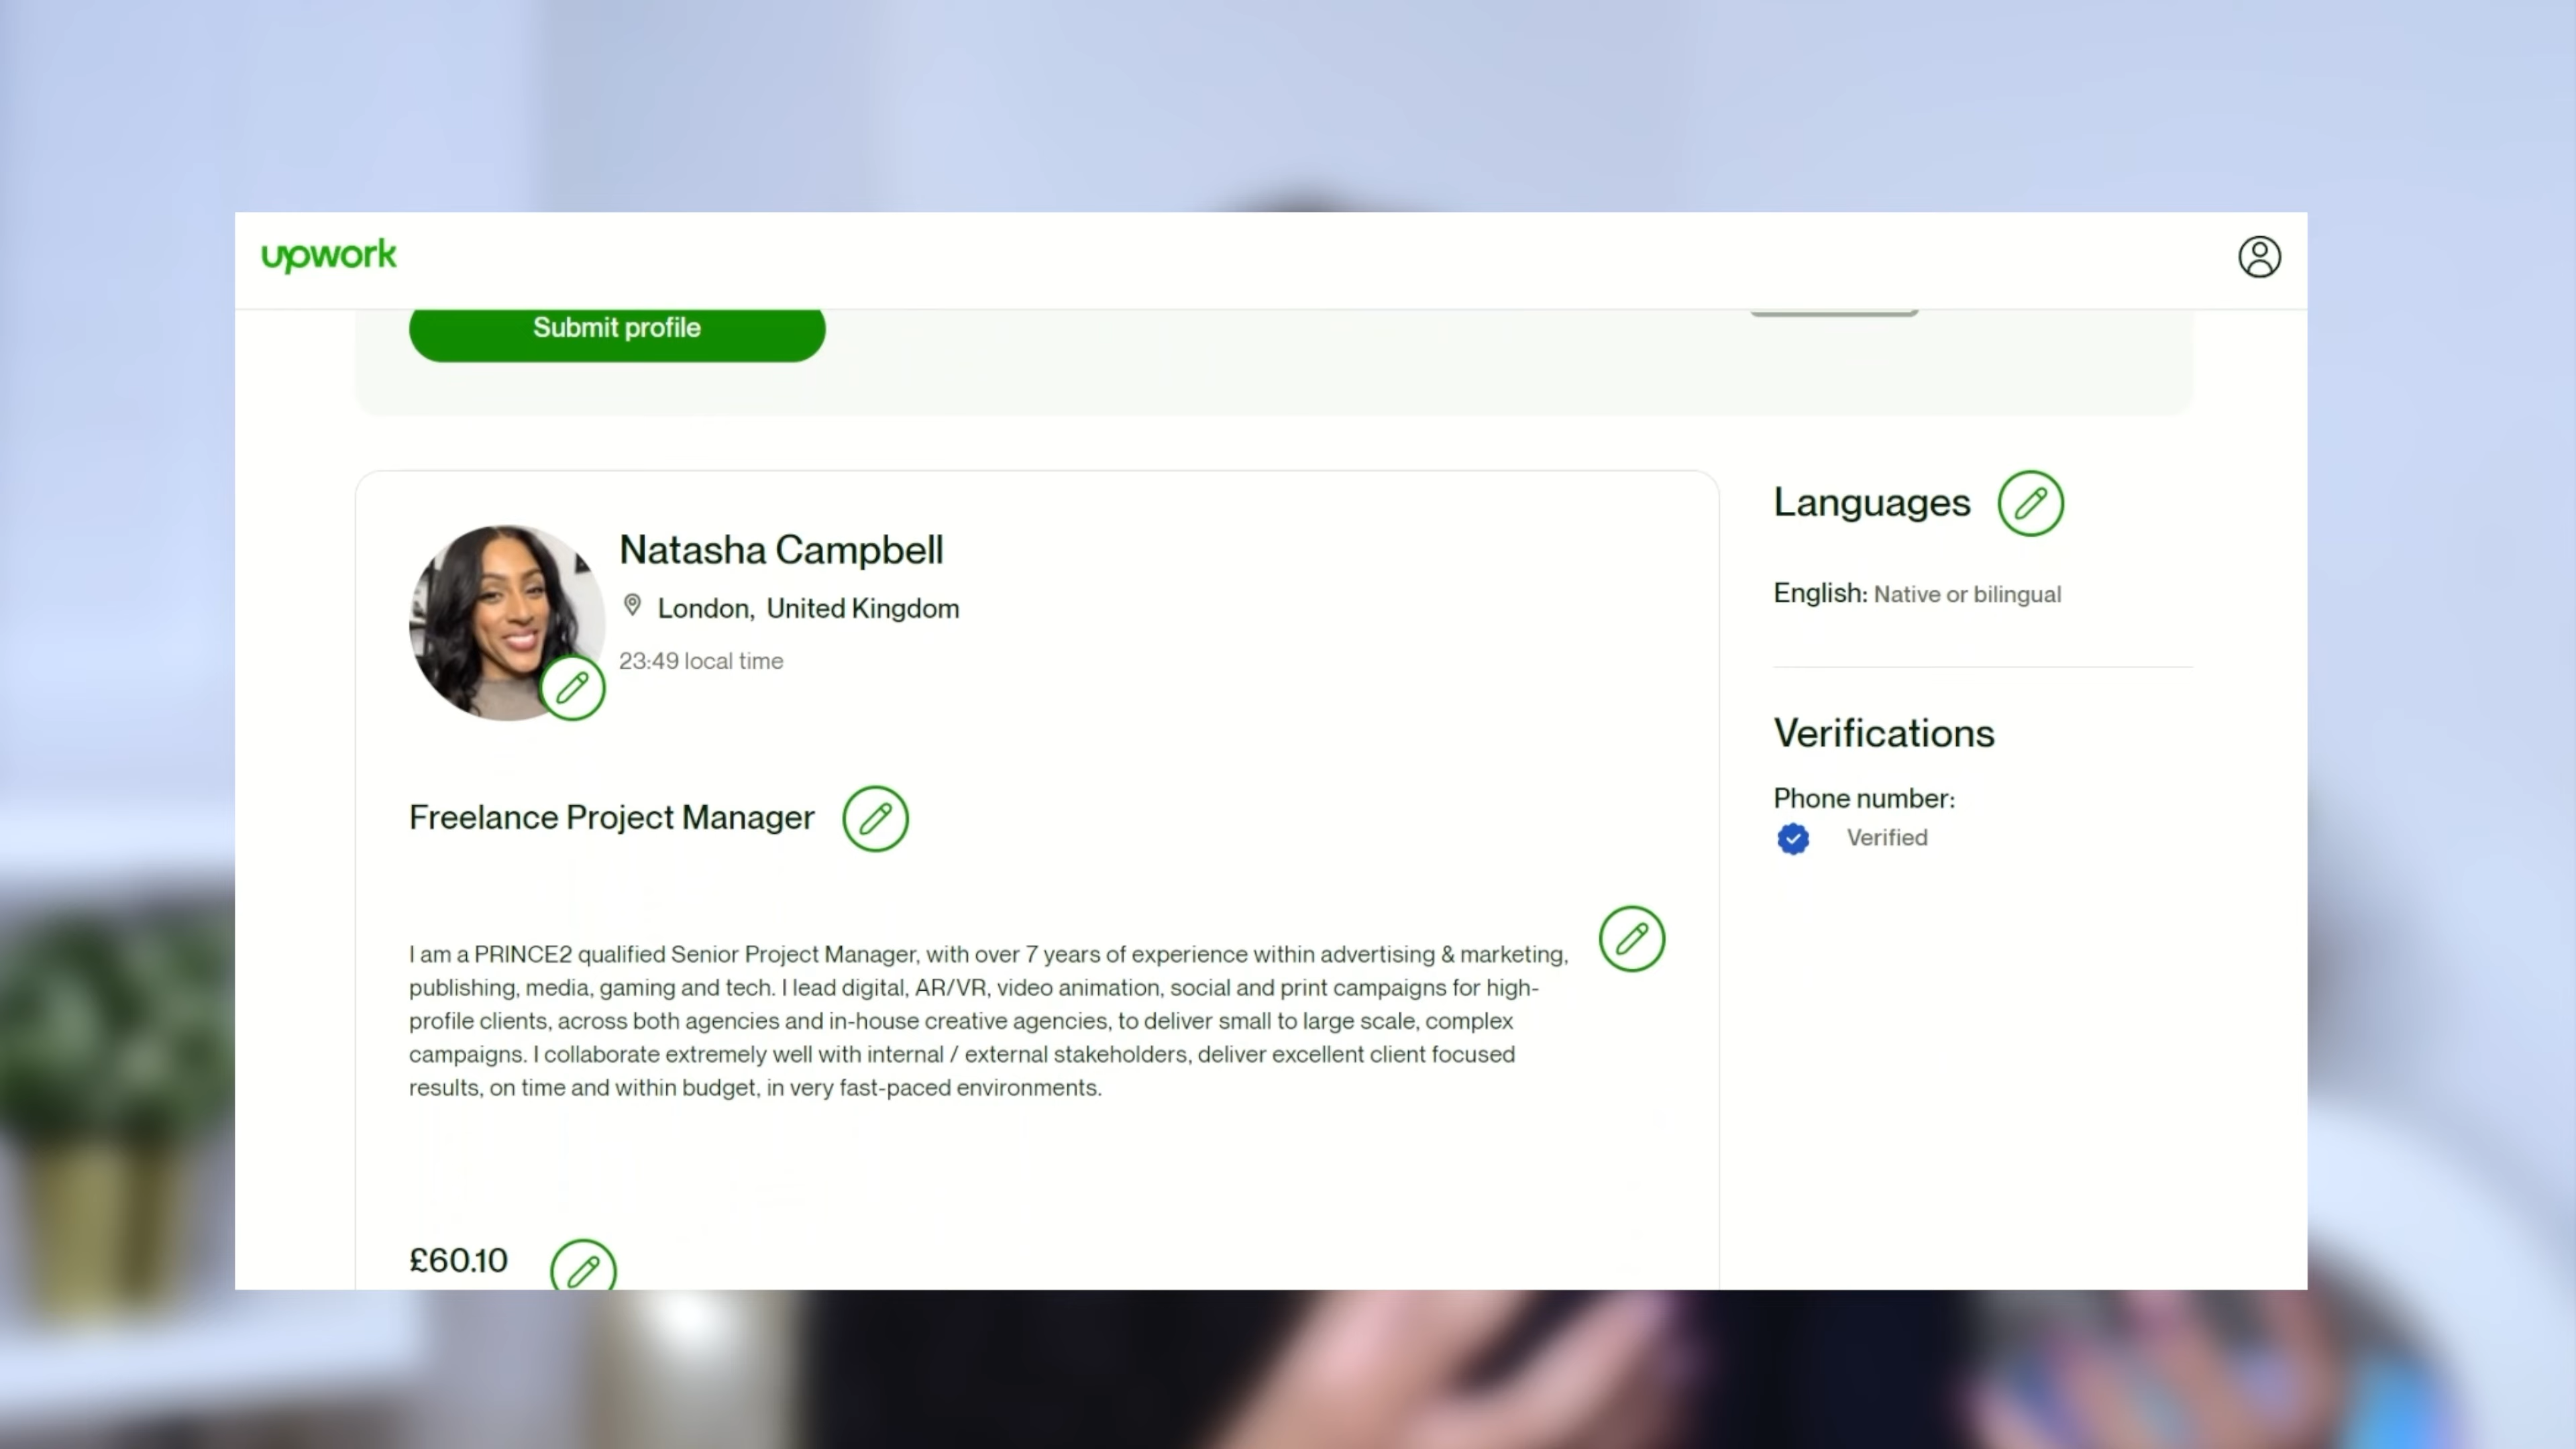 upwork
Submit profile
Natasha Campbell
London, United Kingdom
23:49 local time
Freelance Project Manager
I am a PRINCE2 qualified Senior Project Manager, with over 7 years of experience within advertising & marketing,
publishing, media, gaming and tech. I lead digital, AR/VR, video animation, social and print campaigns for high-
profile clients, across both agencies and in-house creative agencies, to deliver small to large scale, complex
campaigns. I collaborate extremely well with internal / external stakeholders, deliver excellent client focused
results, on time and within budget, in very fast-paced environments.
£60.10
Languages
English: Native or bilingual
Verifications
Phone number:
Verified